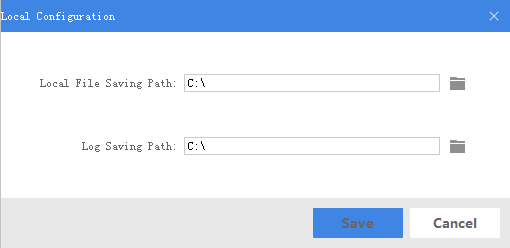 Local Configuration
Local File Saving Path: C:\
Log Saving Path: C:\
Save Cancel